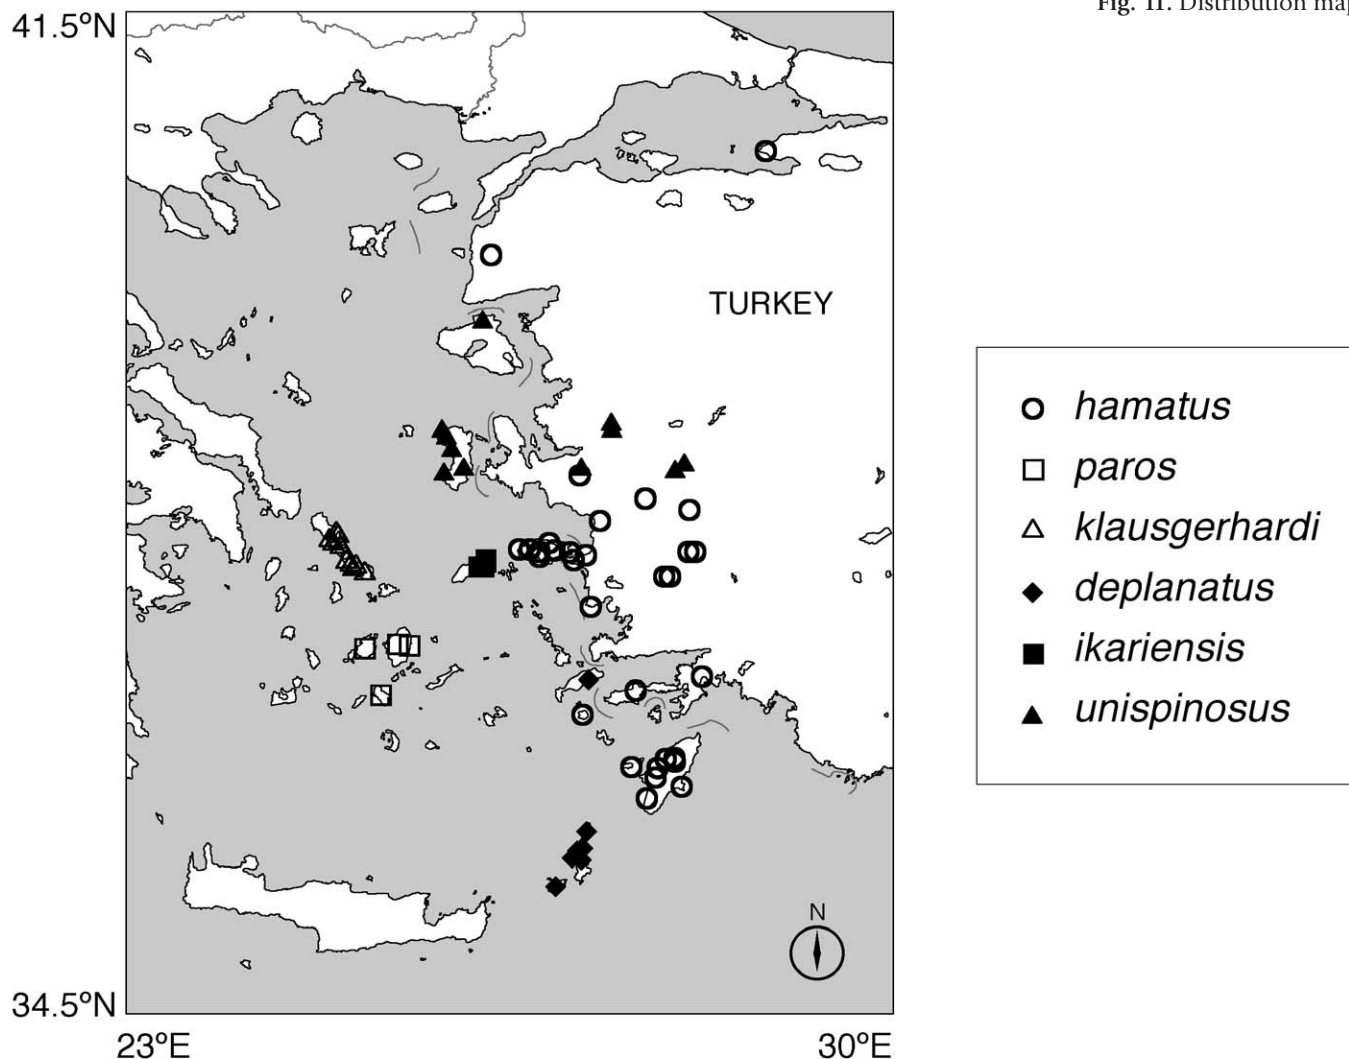 Fig. 11. Distribution map
41.5ºN
TURKEY
hamatus
paros
klausgerhardi
deplanatus
ikariensis
unispinosus
N
34.5ºN
23ºE
30ºE